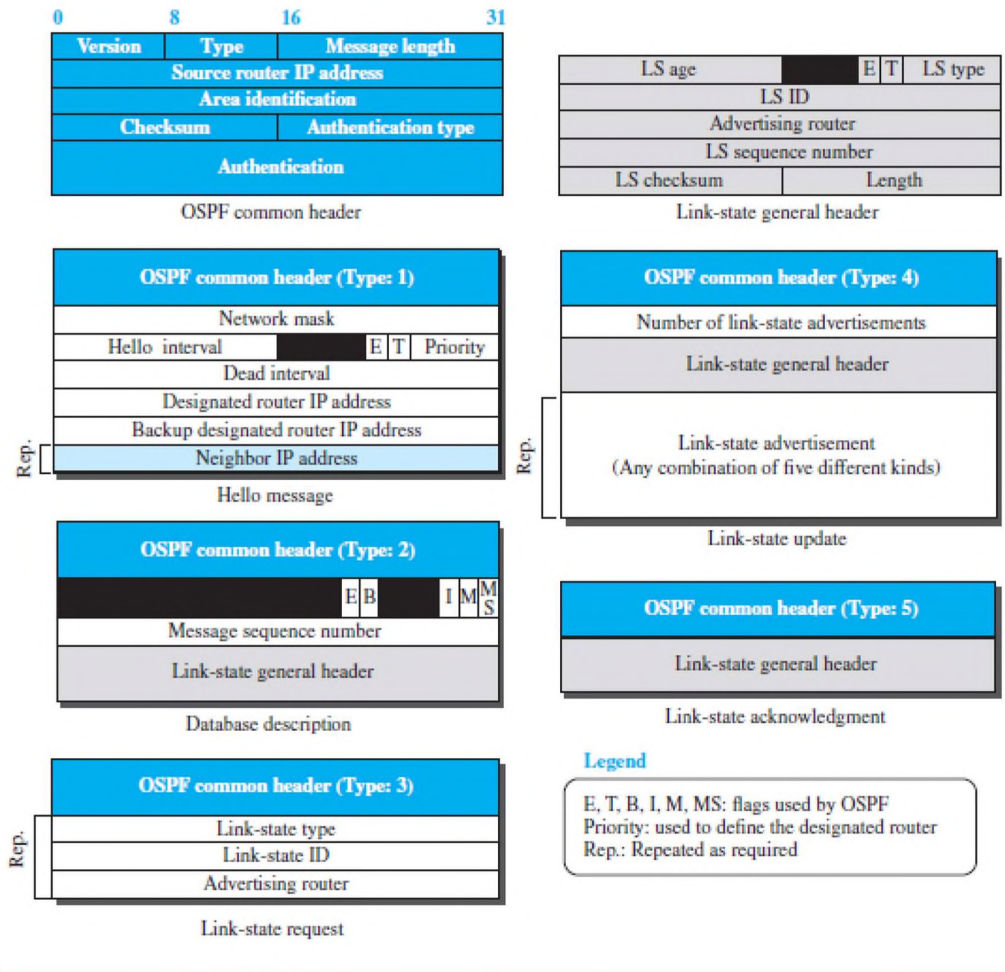 0 8 16 31
Version Type Message length
Source router IP address
Area identification
Checksum Authentication type
Authentication
OSPF common header
LS age E T LS type
LS ID
Advertising router
LS sequence number
LS checksum Length
Link-state general header
OSPF common header (Type: 1)
Network mask
Hello interval E T Priority
Dead interval
Designated router IP address
Backup designated router IP address
Rep.
Neighbor IP address
Hello message
OSPF common header (Type: 4)
Number of link-state advertisements
Link-state general header
Rep.
Link-state advertisement
(Any combination of five different kinds)
Link-state update
OSPF common header (Type: 2)
E B I M MS
Message sequence number
Link-state general header
Database description
OSPF common header (Type: 5)
Link-state general header
Link-state acknowledgment
OSPF common header (Type: 3)
Rep.
Link-state type
Link-state ID
Advertising router
Link-state request
Legend
E, T, B, I, M, MS: flags used by OSPF
Priority: used to define the designated router
Rep.: Repeated as required